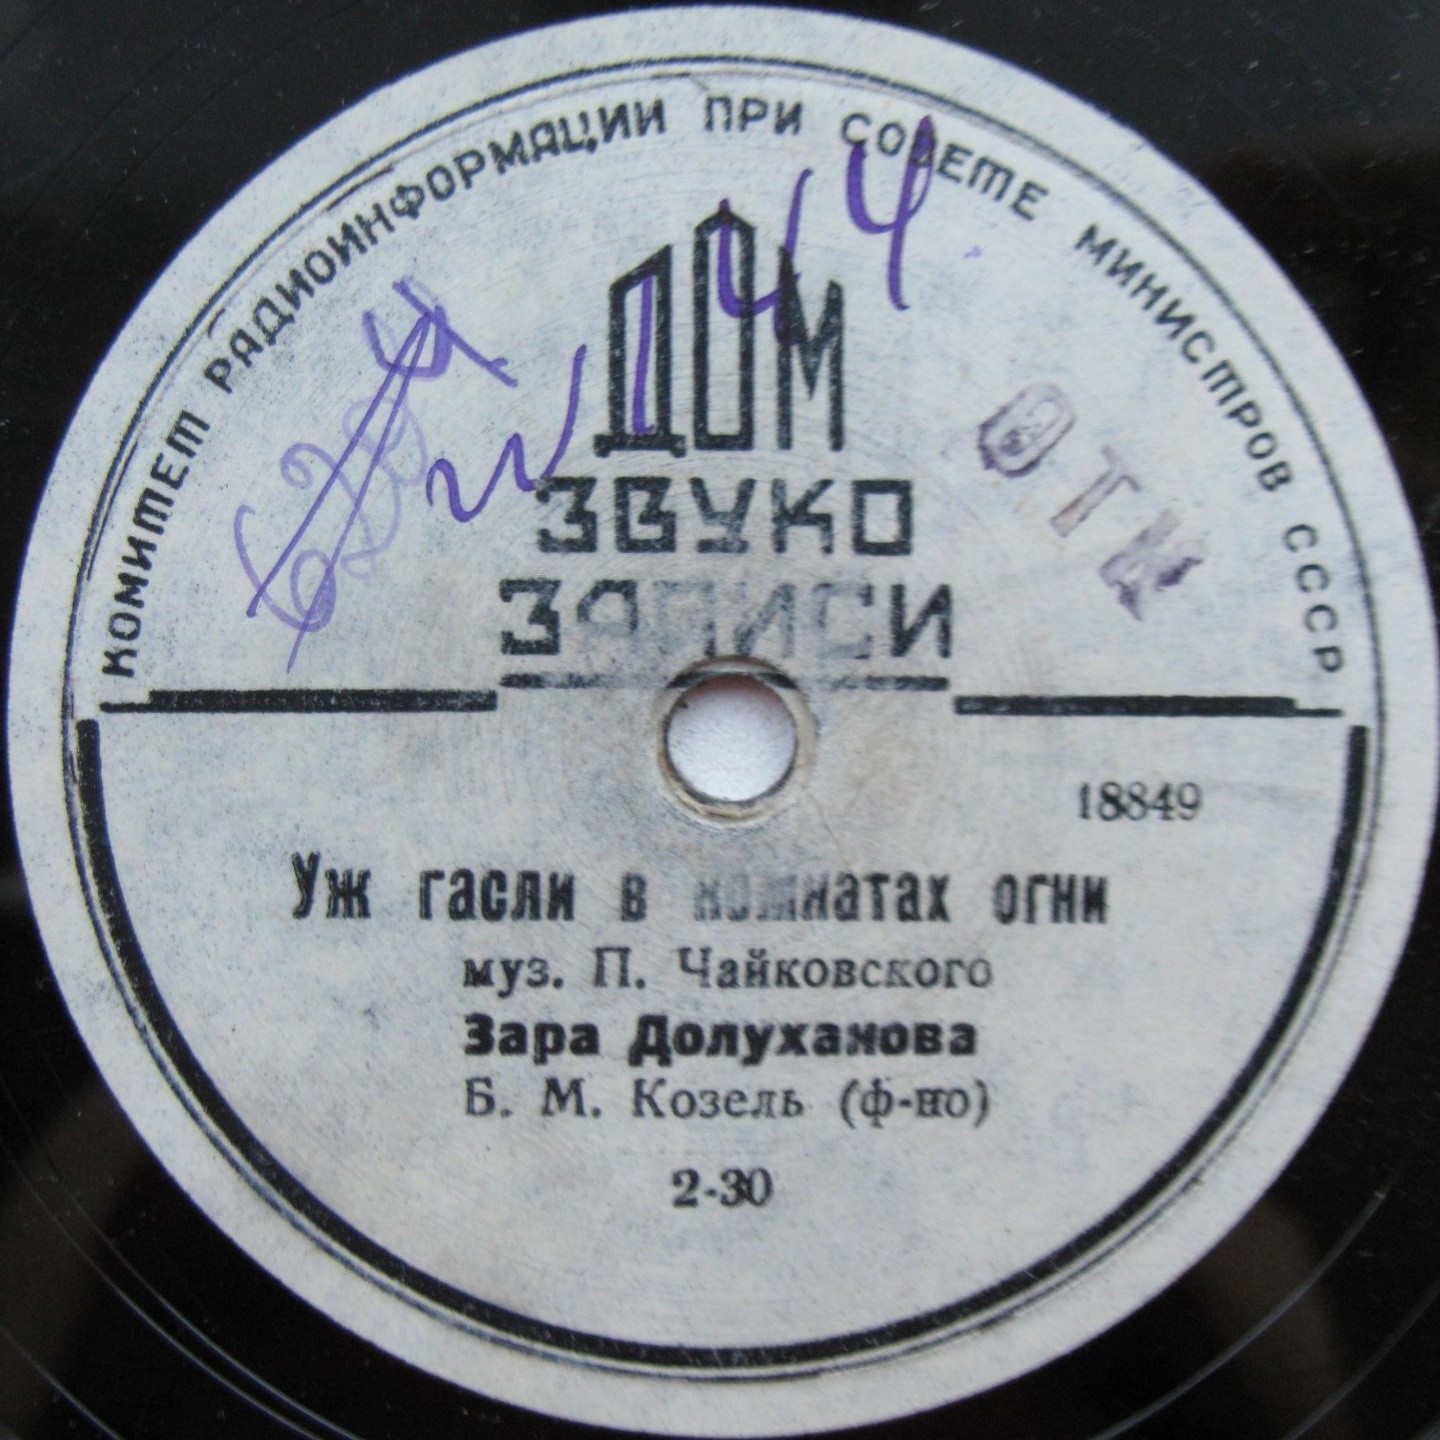 КОМИТЕТ РАДИОИНФОРМАЦИИ ПРИ СОВЕТЕ МИНИСТРОВ СССР
ДОМ
ЗВУКО
ЗАПИСИ
ОТК
18849
Уж гасли в комнатах огни
муз. П. Чайковского
Зара Долуханова
Б. М. Козель (ф-но)
2-30